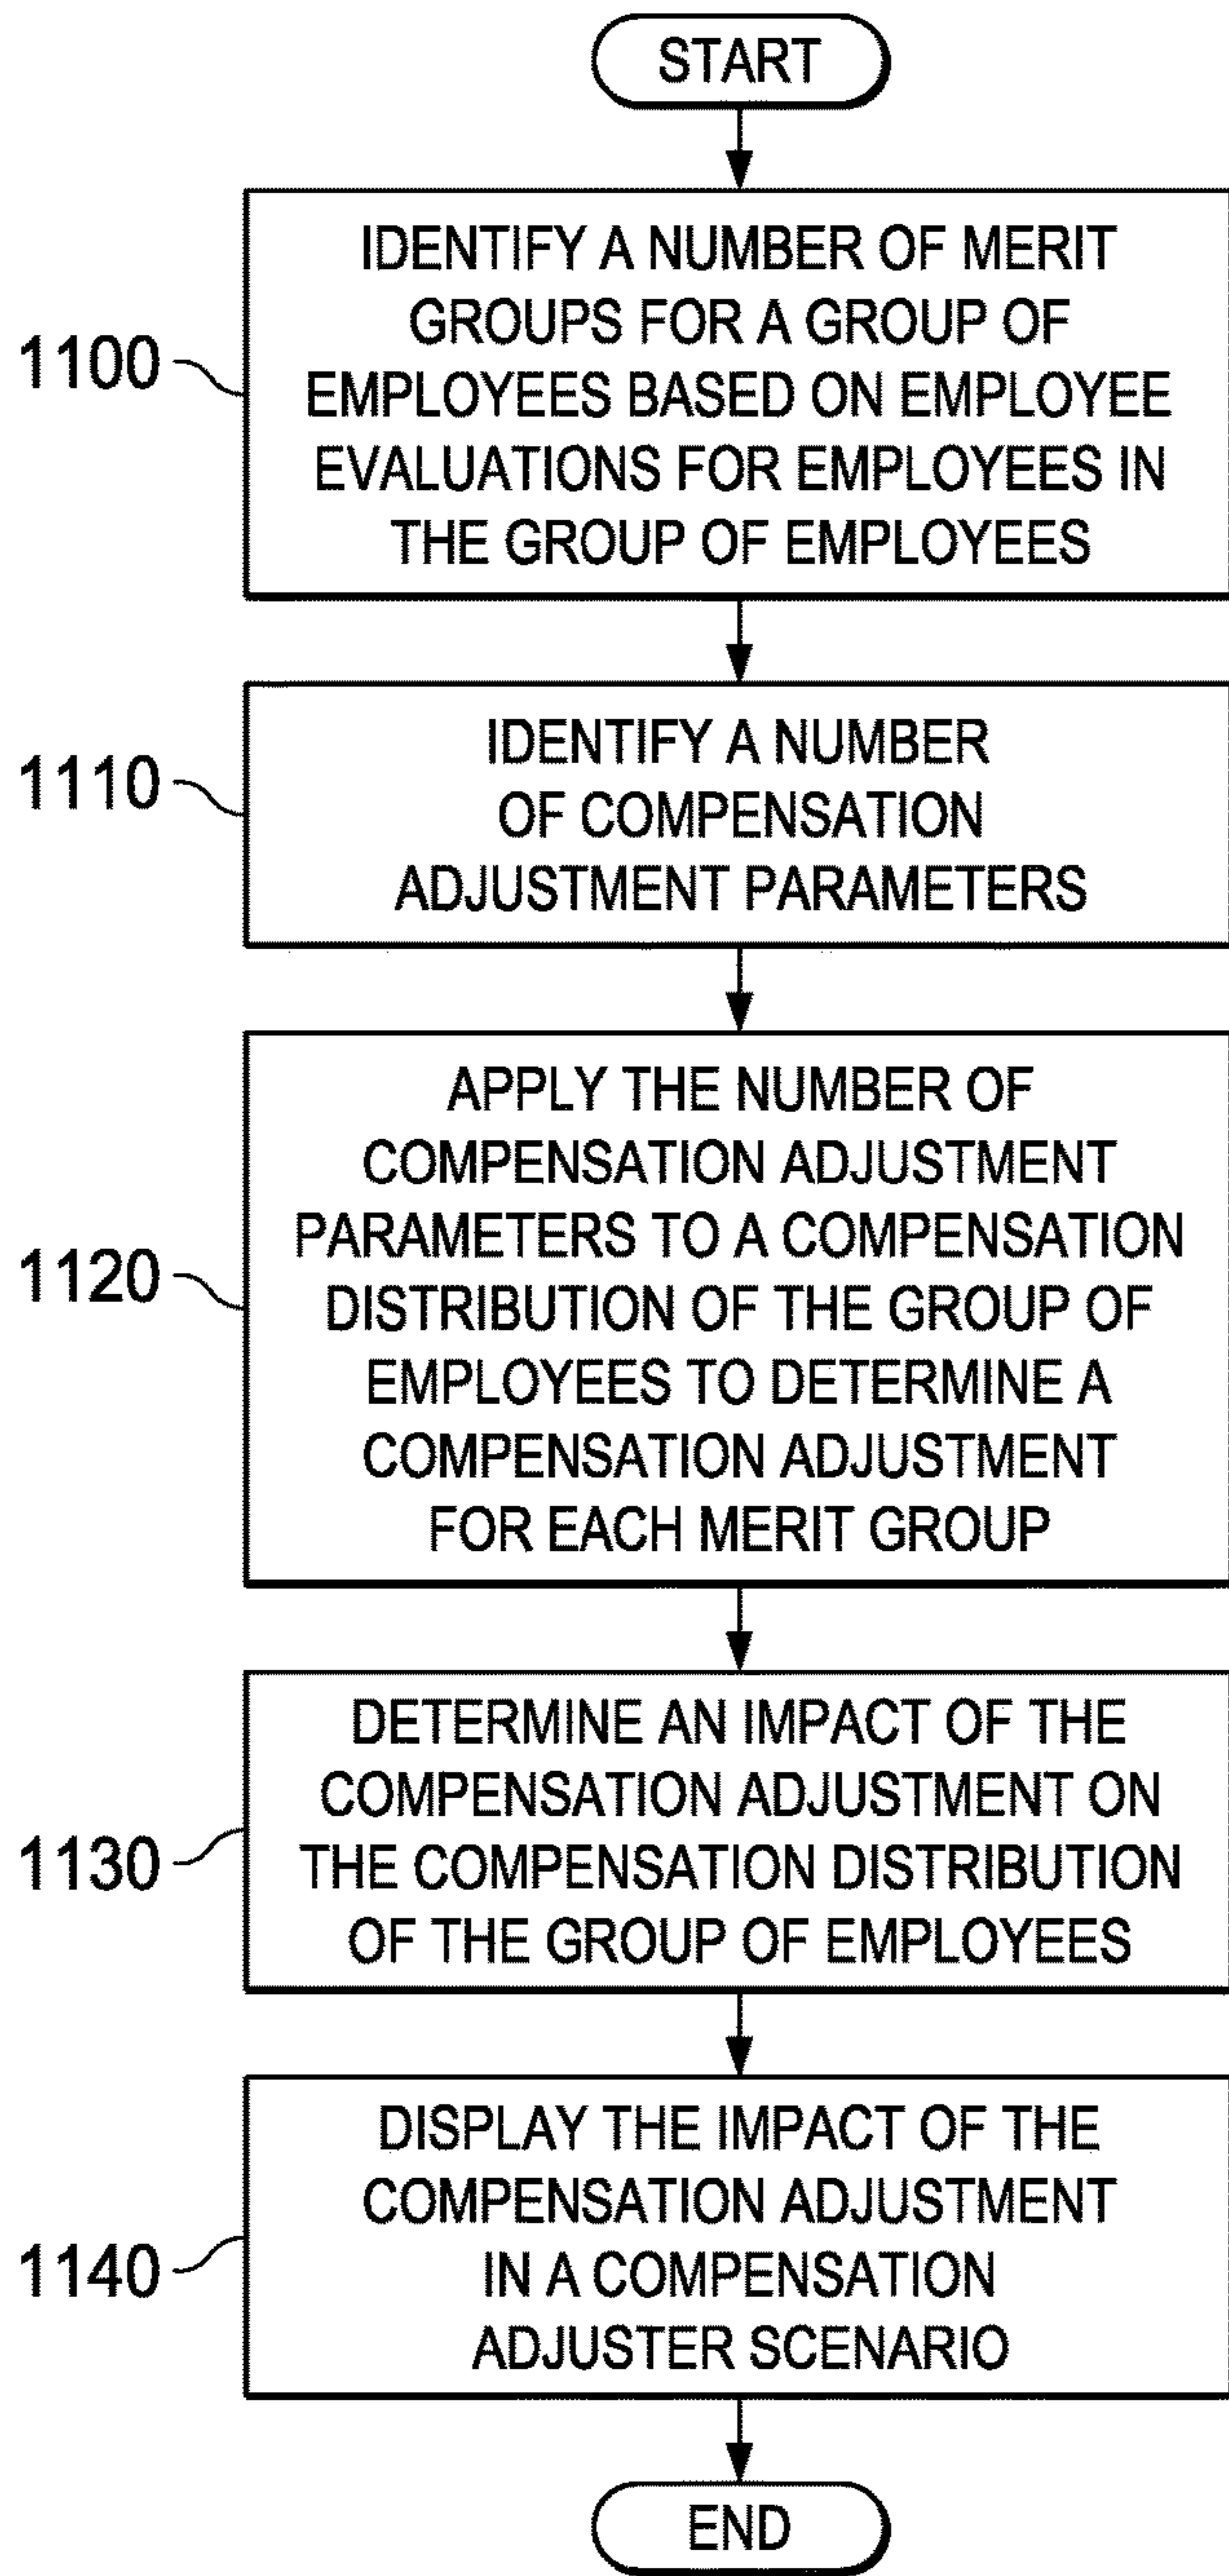 START
IDENTIFY A NUMBER OF MERIT
GROUPS FOR A GROUP OF
EMPLOYEES BASED ON EMPLOYEE
EVALUATIONS FOR EMPLOYEES IN
THE GROUP OF EMPLOYEES
1100
IDENTIFY A NUMBER
OF COMPENSATION
ADJUSTMENT PARAMETERS
1110
APPLY THE NUMBER OF
COMPENSATION ADJUSTMENT
PARAMETERS TO A COMPENSATION
DISTRIBUTION OF THE GROUP OF
EMPLOYEES TO DETERMINE A
COMPENSATION ADJUSTMENT
FOR EACH MERIT GROUP
1120
DETERMINE AN IMPACT OF THE
COMPENSATION ADJUSTMENT ON
THE COMPENSATION DISTRIBUTION
OF THE GROUP OF EMPLOYEES
1130
DISPLAY THE IMPACT OF THE
COMPENSATION ADJUSTMENT
IN A COMPENSATION
ADJUSTER SCENARIO
1140
END